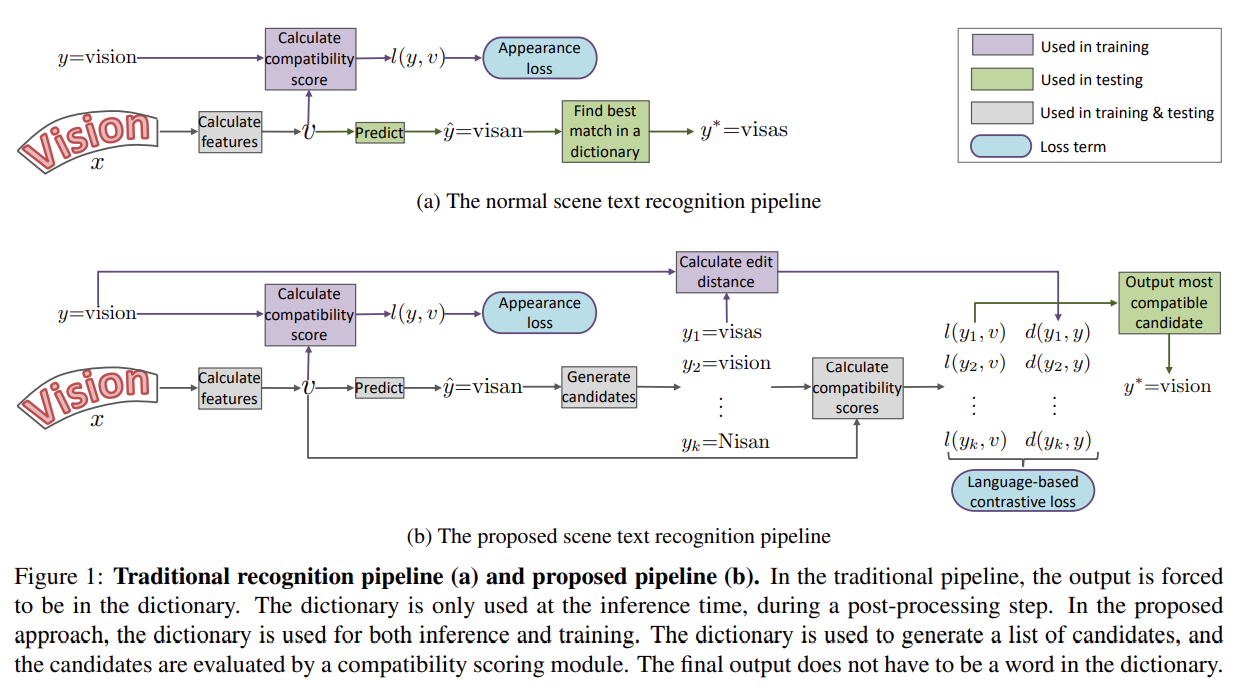 y=vision
Calculate
compatibility
score
l(y, v)
Appearance
loss
Vision
x
Calculate
features
v
Predict
ŷ=visan
Find best
match in a
dictionary
y*=visas
Used in training
Used in testing
Used in training & testing
Loss term
(a) The normal scene text recognition pipeline
y=vision
Calculate
compatibility
score
l(y, v)
Appearance
loss
Calculate edit
distance
Vision
x
Calculate
features
v
Predict
ŷ=visan
Generate
candidates
y₁=visas
y₂=vision
⋮
yₖ=Nisan
Calculate
compatibility
scores
l(y₁, v) d(y₁, y)
l(y₂, v) d(y₂, y)
⋮ ⋮
l(yₖ, v) d(yₖ, y)
Language-based
contrastive loss
Output most
compatible
candidate
y*=vision
(b) The proposed scene text recognition pipeline
Figure 1: Traditional recognition pipeline (a) and proposed pipeline (b). In the traditional pipeline, the output is forced
to be in the dictionary. The dictionary is only used at the inference time, during a post-processing step. In the proposed
approach, the dictionary is used for both inference and training. The dictionary is used to generate a list of candidates, and
the candidates are evaluated by a compatibility scoring module. The final output does not have to be a word in the dictionary.